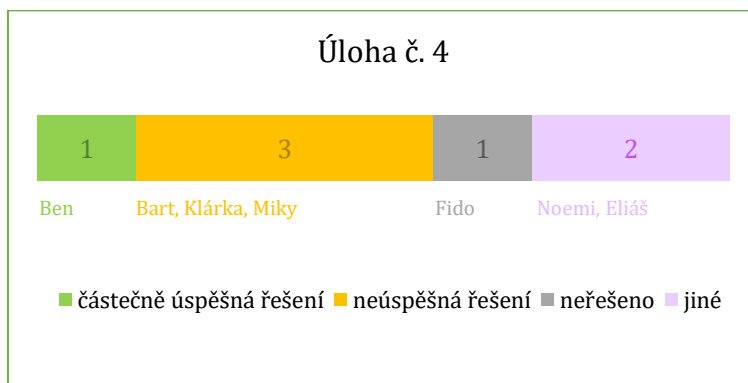 Úloha č. 4
1 3 1 2
Ben Bart, Klárka, Miky Fido Noemi, Eliáš
částečně úspěšná řešení neúspěšná řešení neřešeno jiné